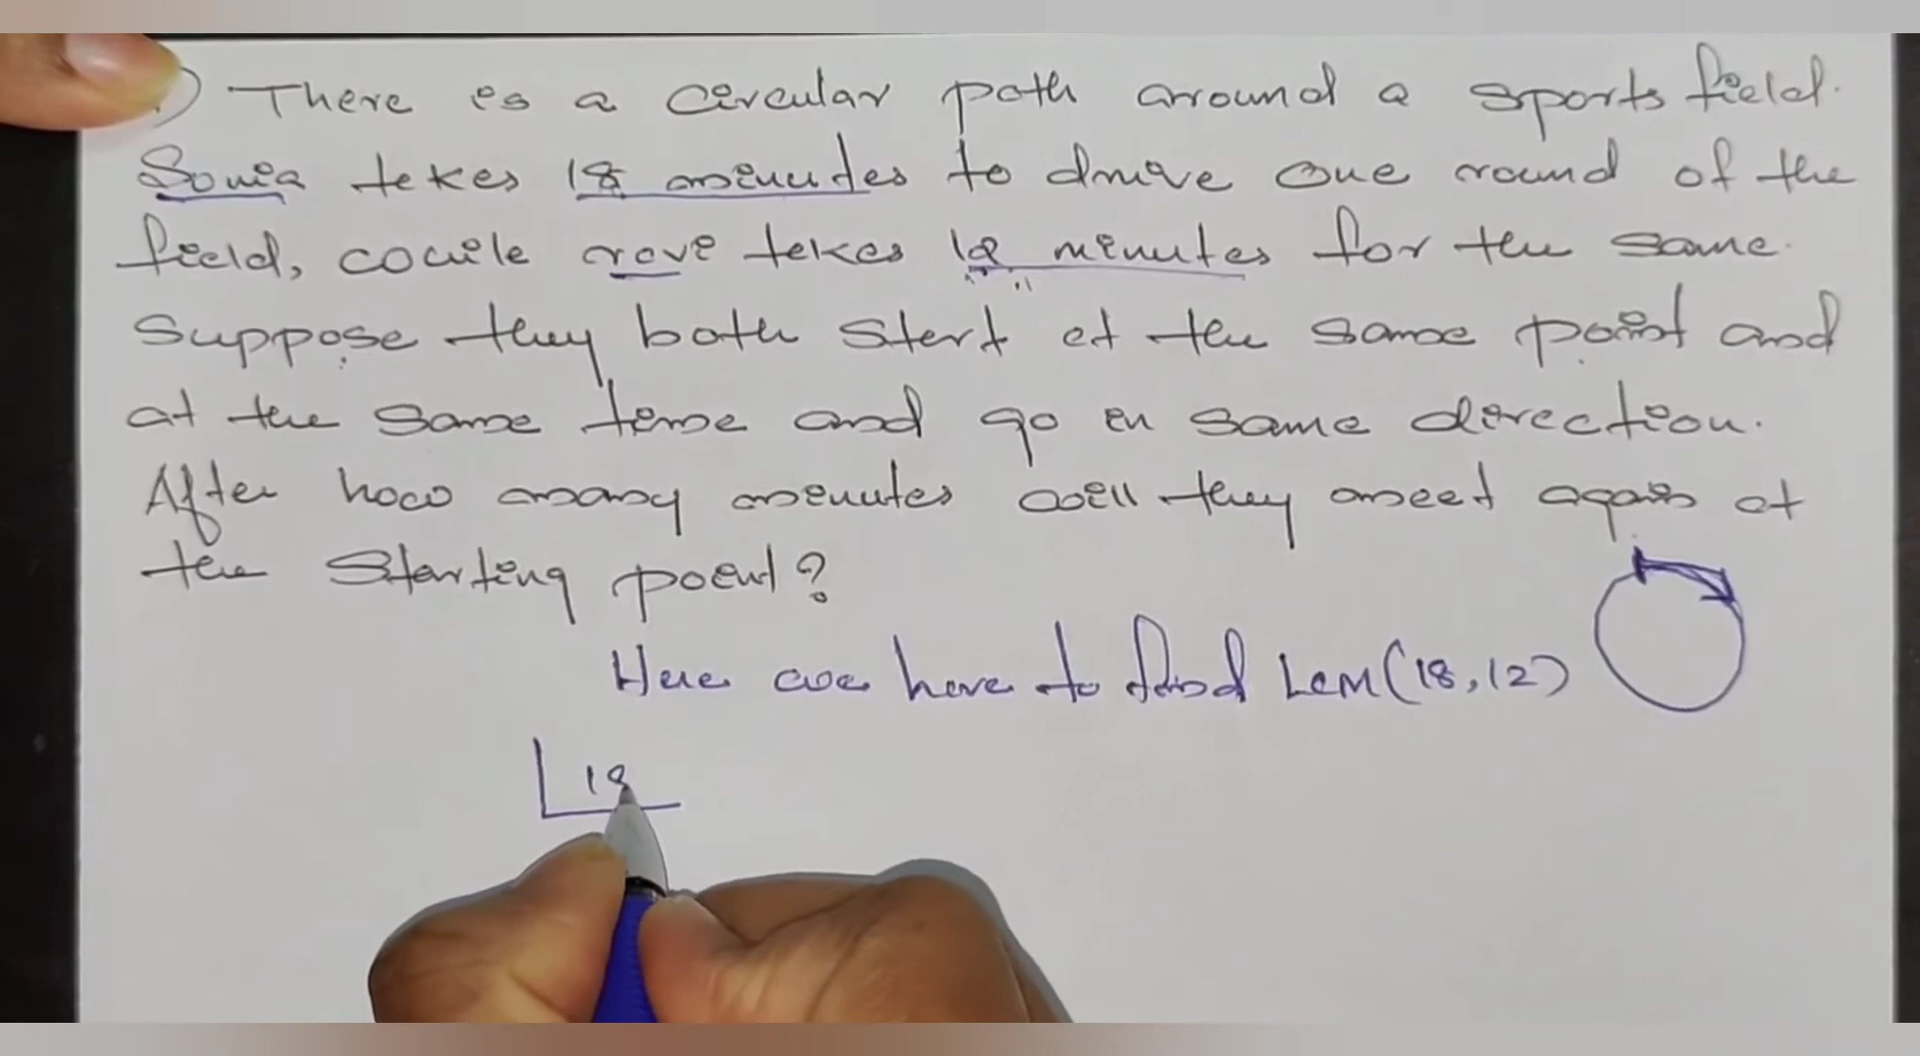 ) There is a circular path around a sports field.
Sonia takes 18 minutes to drive one round of the
field, while ravi takes 12 minutes for the same.
Suppose they both start at the same point and
at the same time and go in same direction.
After how many minutes will they meet again at
the starting point?
Here we have to find LCM(18,12)
18